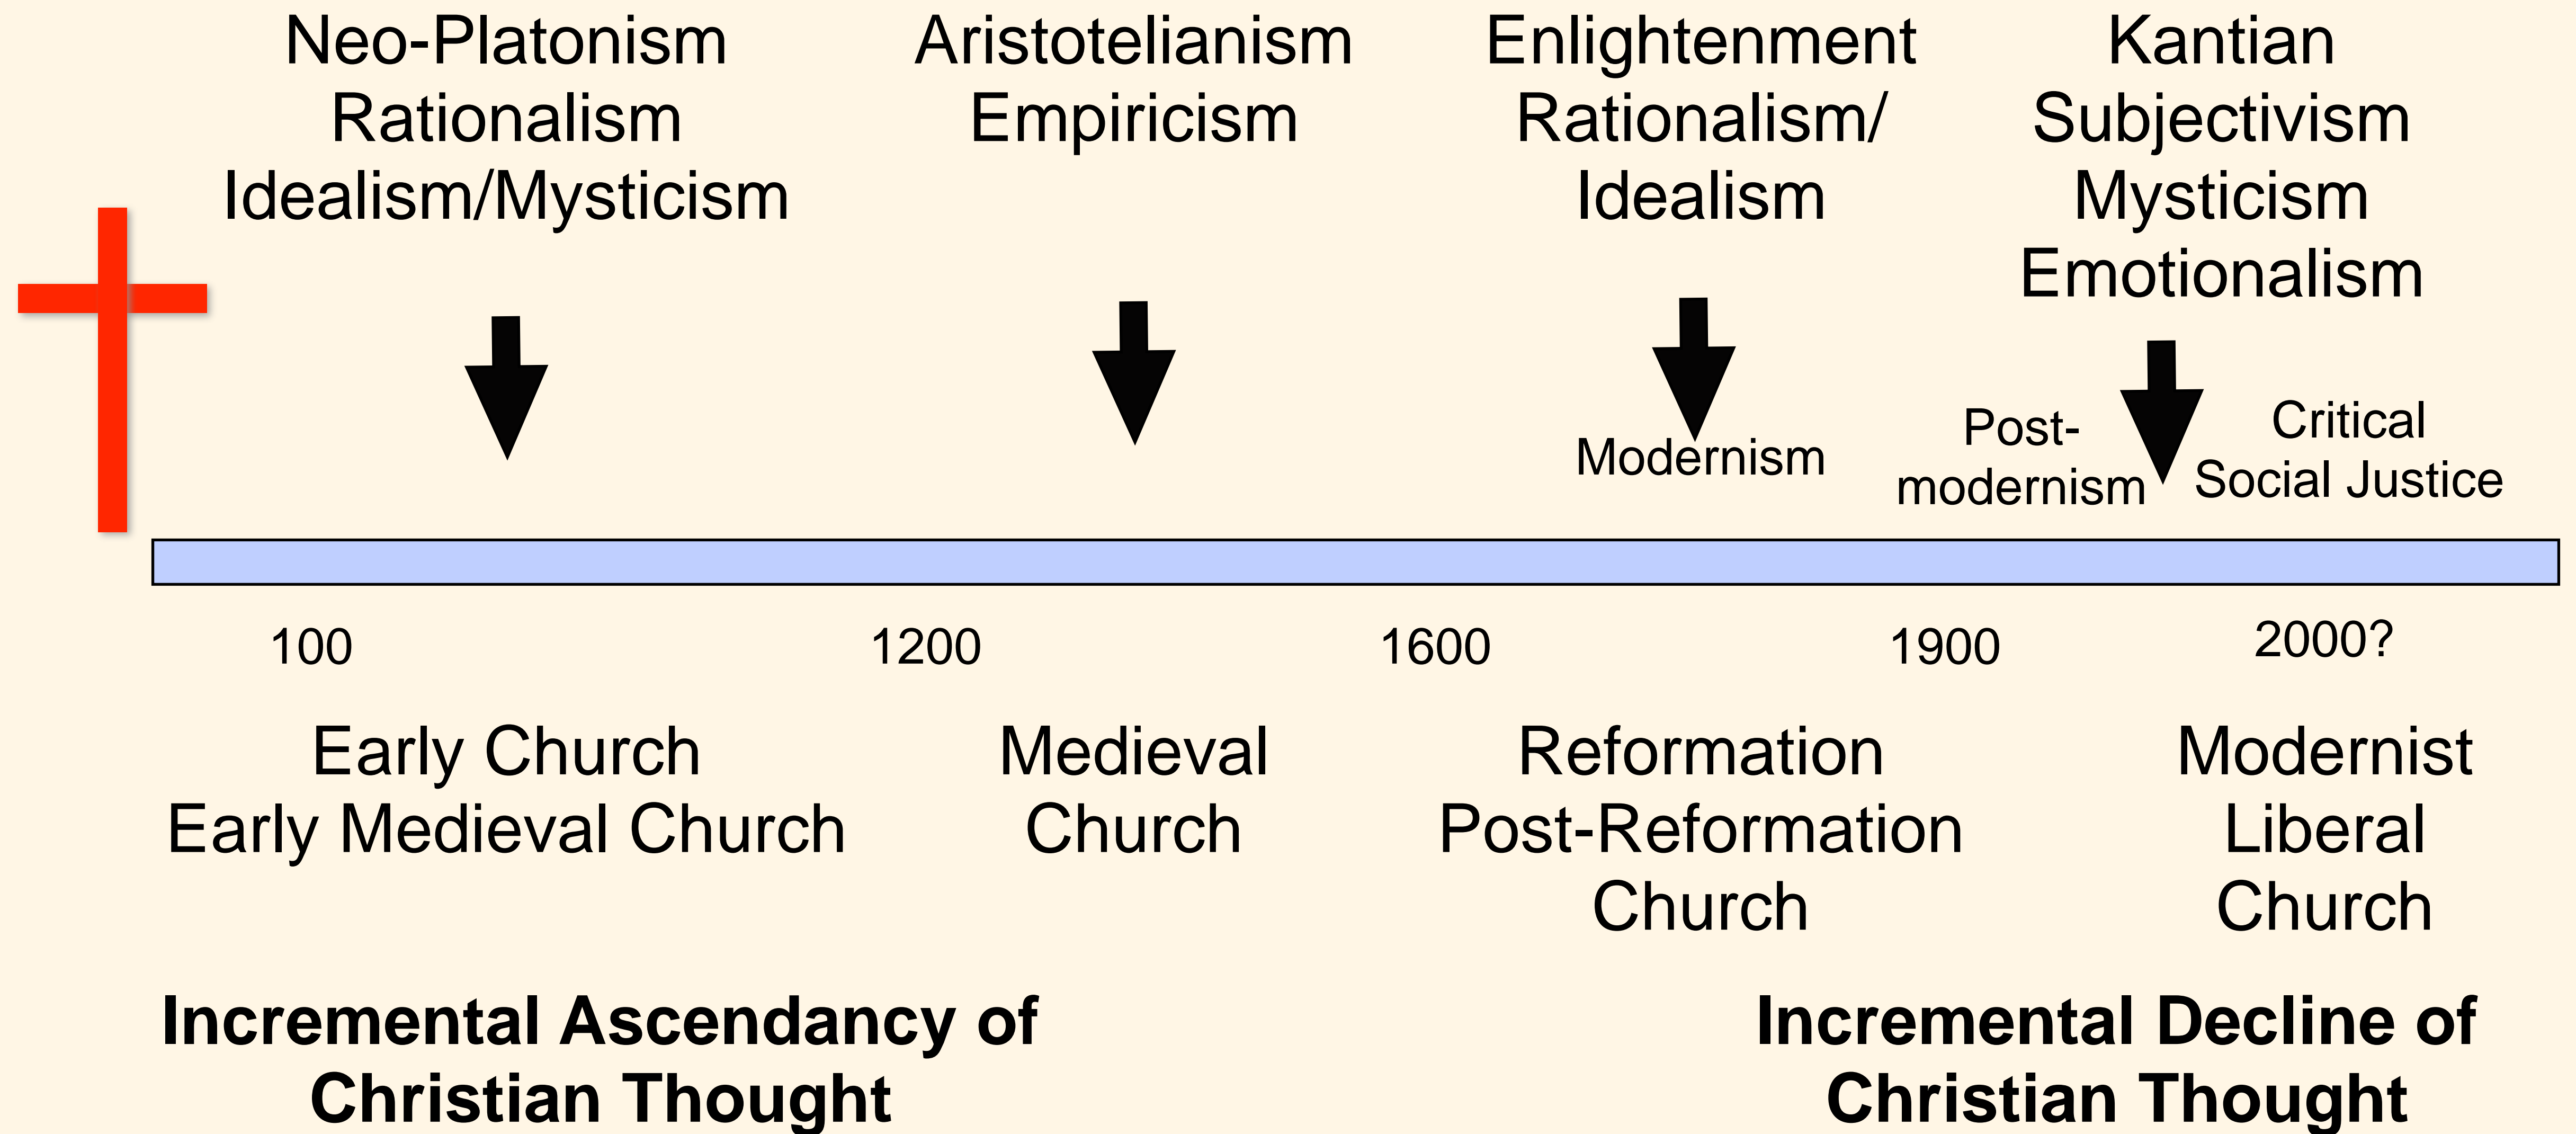 Neo-Platonism
Rationalism
Idealism/Mysticism
Aristotelianism
Empiricism
Enlightenment
Rationalism/
Idealism
Kantian
Subjectivism
Mysticism
Emotionalism
Modernism
Post-
modernism
Critical
Social Justice
100
1200
1600
1900
2000?
Early Church
Early Medieval Church
Medieval
Church
Reformation
Post-Reformation
Church
Modernist
Liberal
Church
Incremental Ascendancy of
Christian Thought
Incremental Decline of
Christian Thought